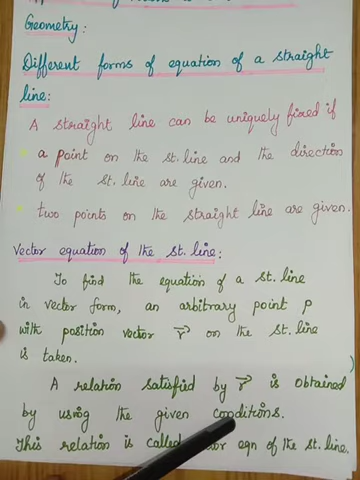 Geometry:
Different forms of equation of a straight
line:
A straight line can be uniquely fixed if
a point on the st. line and the direction
of the st. line are given.
two points on the straight line are given.
Vector equation of the st. line:
To find the equation of a st. line
in vector form, an arbitrary point P
with position vector r⃗ on the st. line
is taken.
A relation satisfied by r⃗ is obtained
by using the given conditions.
This relation is called eqn of the st. line.